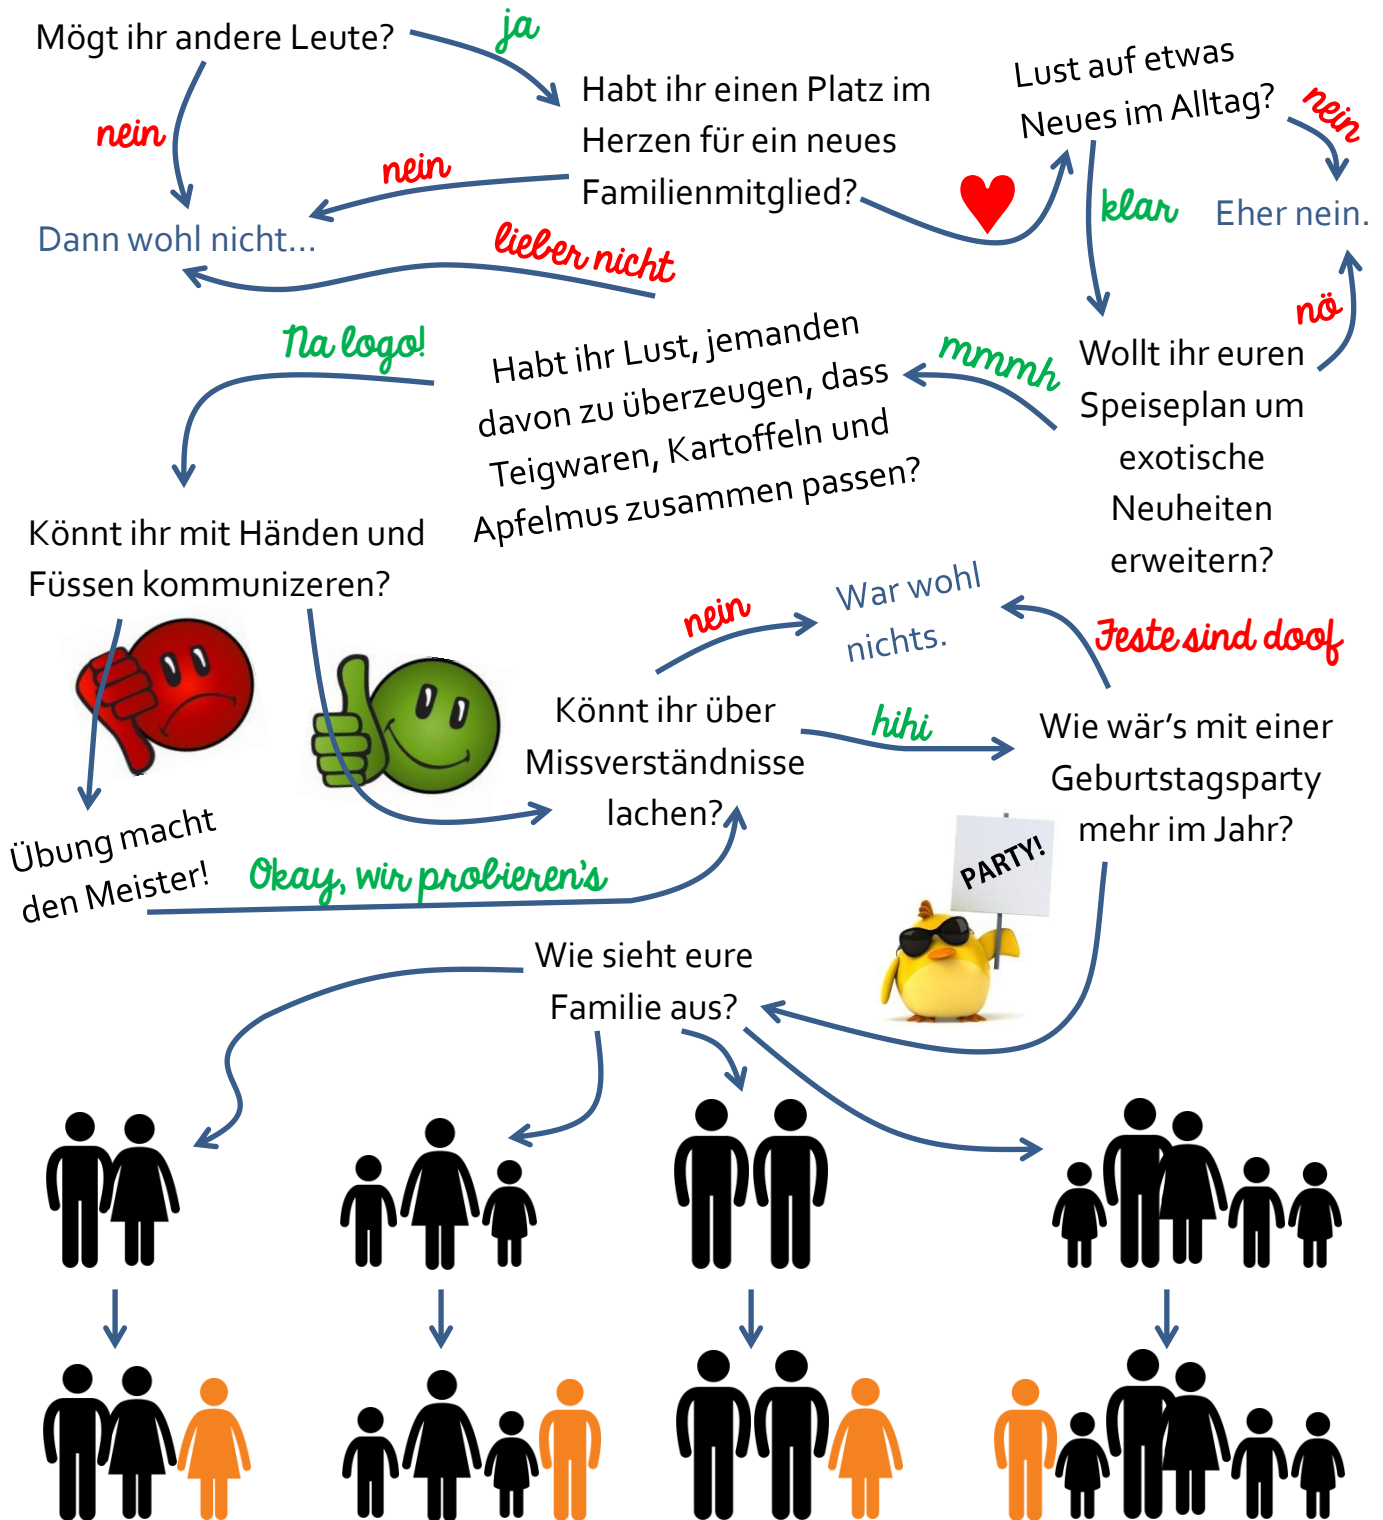 Mögt ihr andere Leute?
ja
nein
Habt ihr einen Platz im
Herzen für ein neues
Familienmitglied?
nein
Dann wohl nicht...
Lust auf etwas
Neues im Alltag?
nein
klar
Eher nein.
nö
Wollt ihr euren
Speiseplan um
exotische
Neuheiten
erweitern?
mmmh
lieber nicht
Habt ihr Lust, jemanden
davon zu überzeugen, dass
Teigwaren, Kartoffeln und
Apfelmus zusammen passen?
Na logo!
Könnt ihr mit Händen und
Füssen kommunizeren?
Übung macht
den Meister!
Okay, wir probieren's
Könnt ihr über
Missverständnisse
lachen?
nein
War wohl
nichts.
hihi
Feste sind doof
Wie wär's mit einer
Geburtstagsparty
mehr im Jahr?
PARTY!
Wie sieht eure
Familie aus?